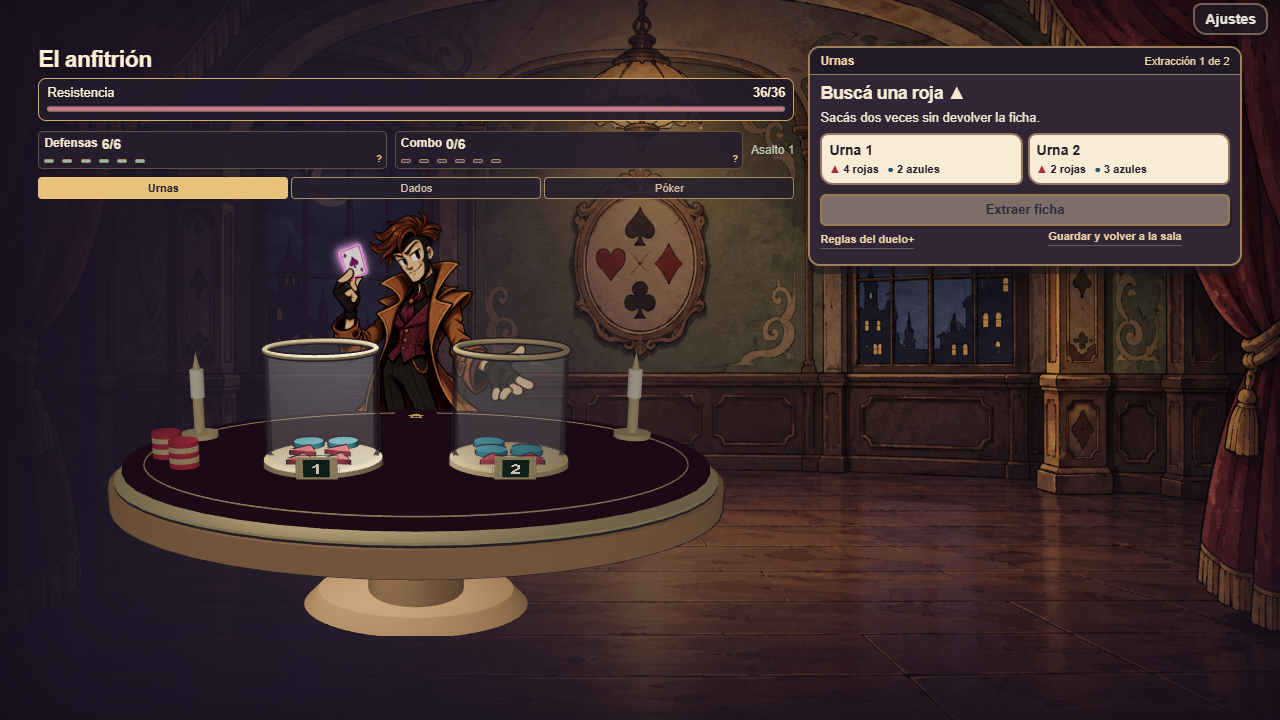 Ajustes
El anfitrión
Resistencia 36/36
Defensas 6/6 ?
Combo 0/6 ?
Asalto 1
Urnas Dados Póker
Urnas Extracción 1 de 2
Buscá una roja ▲
Sacás dos veces sin devolver la ficha.
Urna 1
▲ 4 rojas ● 2 azules
Urna 2
▲ 2 rojas ● 3 azules
Extraer ficha
Reglas del duelo+
Guardar y volver a la sala
1
2